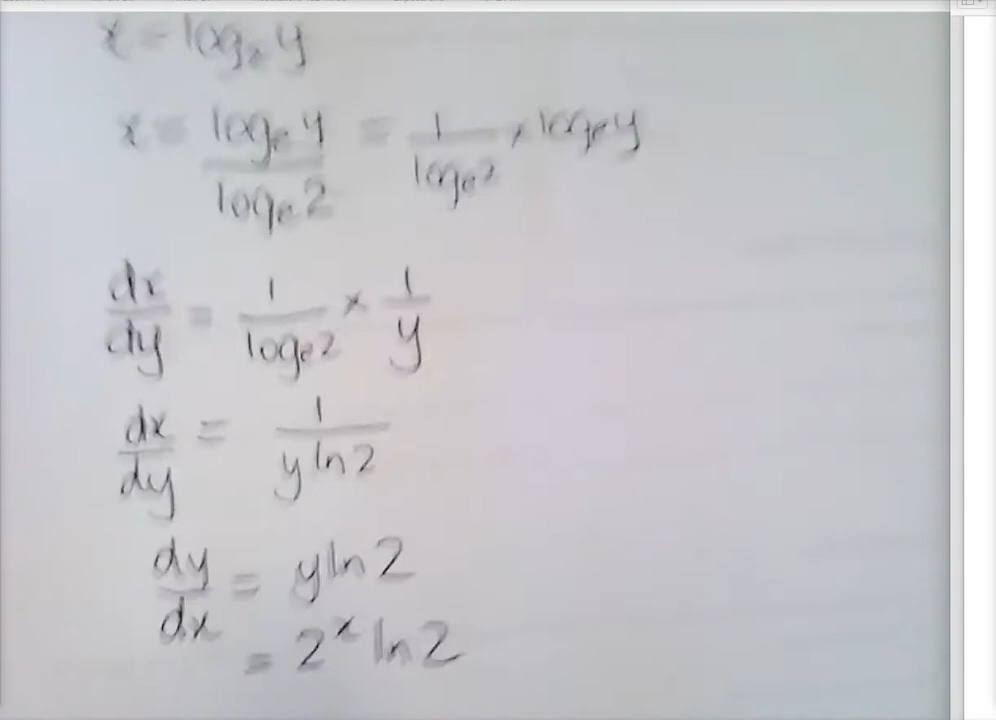 x = log₂ y
x = logₑ y / logₑ 2 = 1 / logₑ 2 × logₑ y
dx/dy = 1 / logₑ 2 × 1/y
dx/dy = 1 / y ln 2
dy/dx = y ln 2
= 2ˣ ln 2